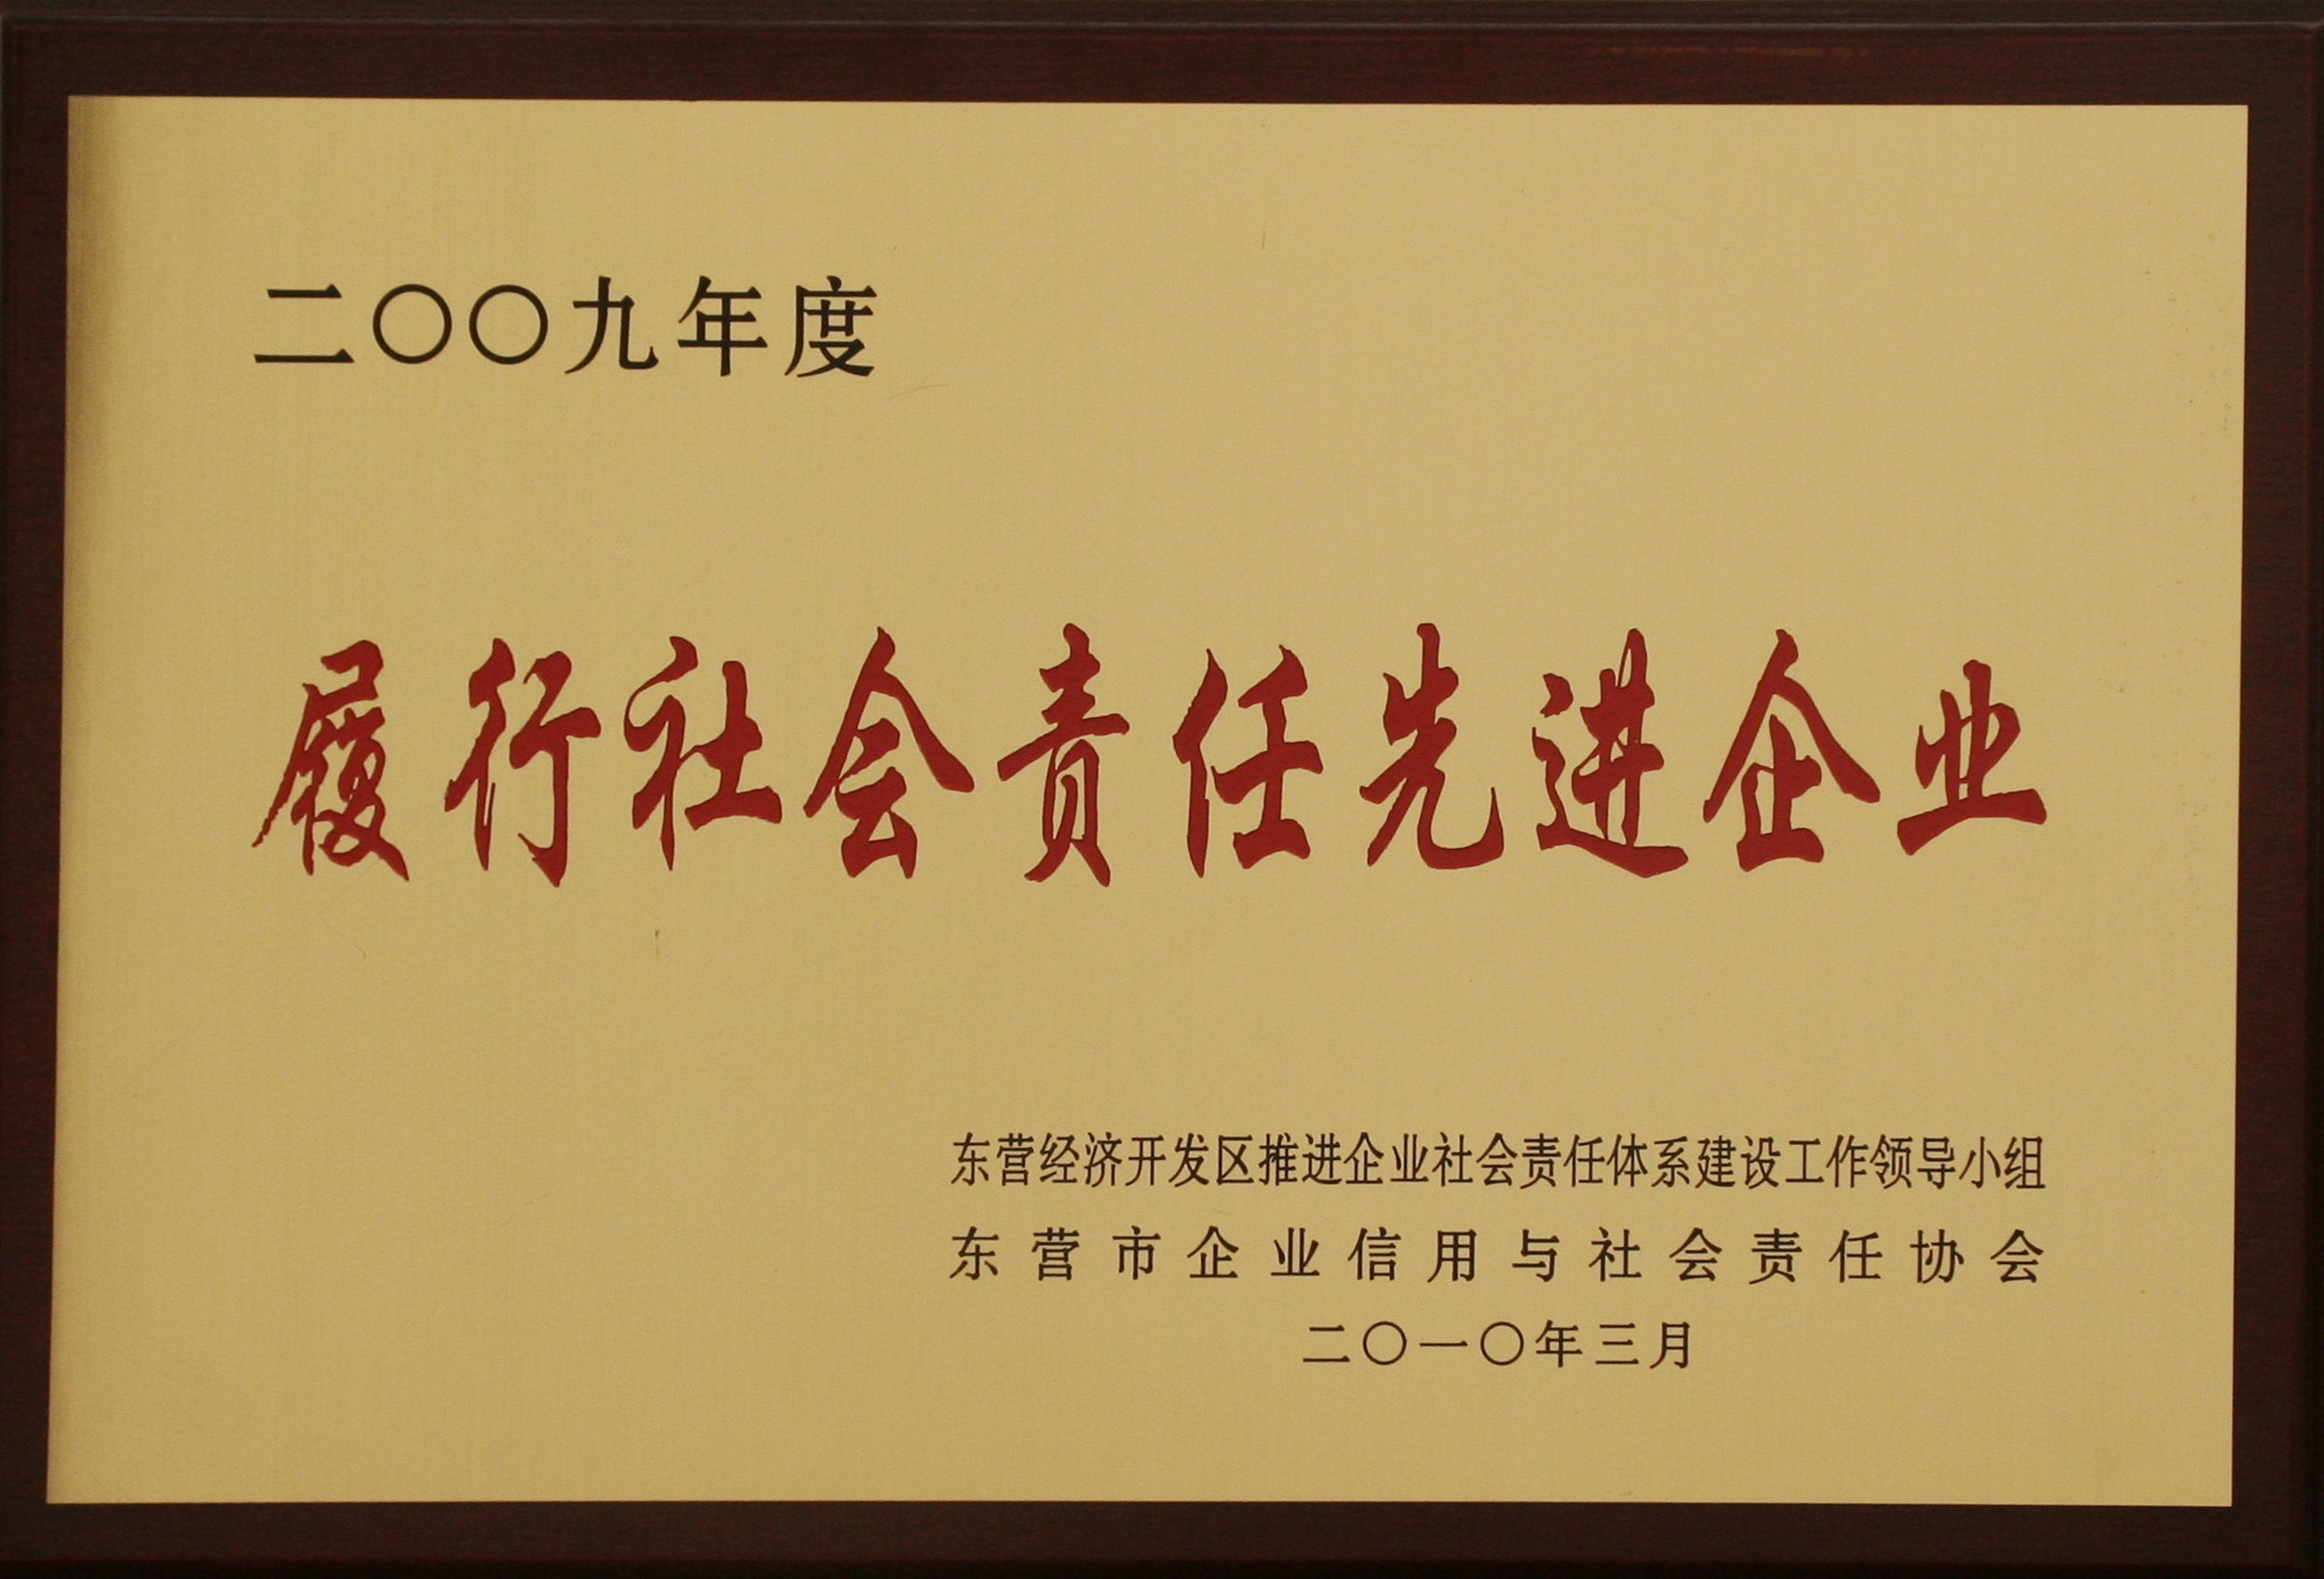 二〇〇九年度
履行社会责任先进企业
东营经济开发区推进企业社会责任体系建设工作领导小组
东营市企业信用与社会责任协会
二〇一〇年三月